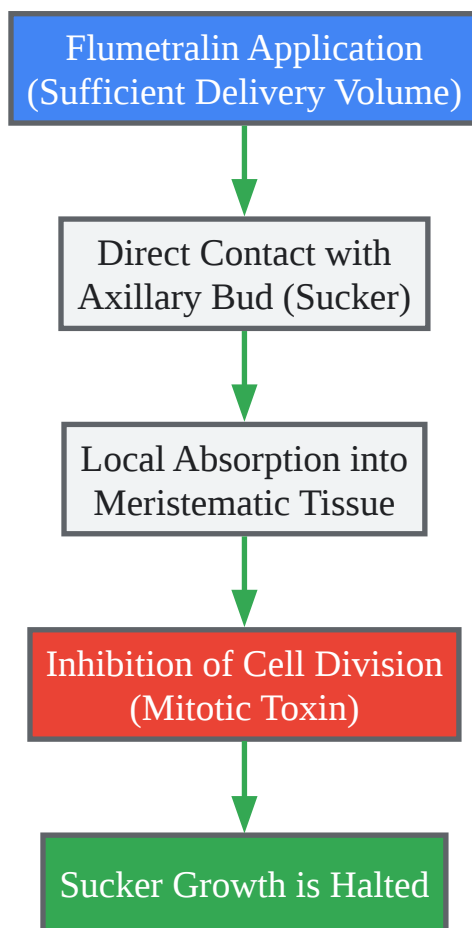 Flumetralin Application
(Sufficient Delivery Volume)
Direct Contact with
Axillary Bud (Sucker)
Local Absorption into
Meristematic Tissue
Inhibition of Cell Division
(Mitotic Toxin)
Sucker Growth is Halted